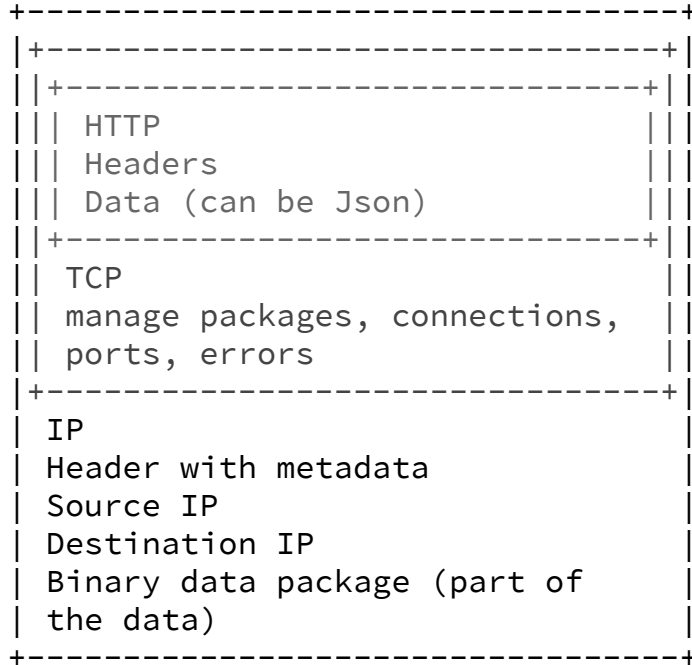 HTTP
Headers
Data (can be Json)
TCP
manage packages, connections,
ports, errors
IP
Header with metadata
Source IP
Destination IP
Binary data package (part of
the data)